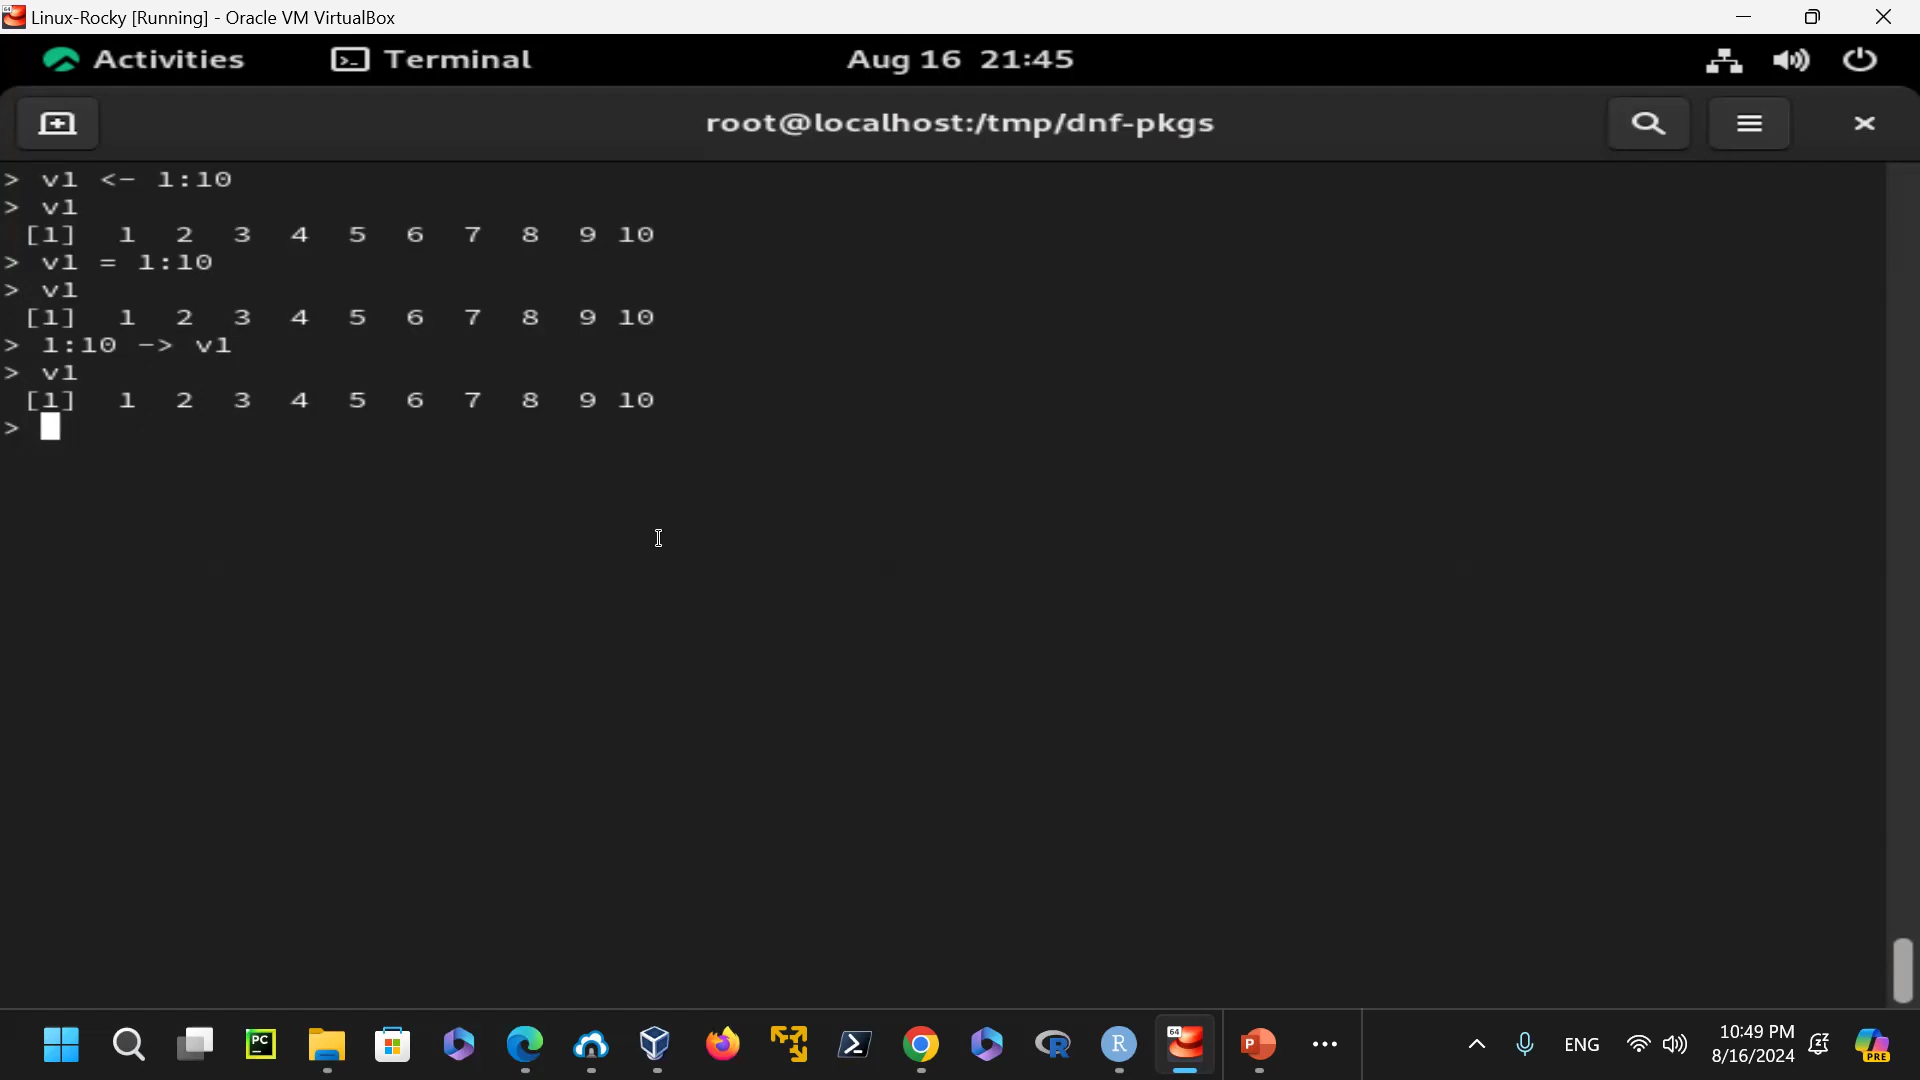 Linux-Rocky [Running] - Oracle VM VirtualBox
Activities Terminal Aug 16 21:45
root@localhost:/tmp/dnf-pkgs
> v1 <- 1:10
> v1
[1] 1 2 3 4 5 6 7 8 9 10
> v1 = 1:10
> v1
[1] 1 2 3 4 5 6 7 8 9 10
> 1:10 -> v1
> v1
[1] 1 2 3 4 5 6 7 8 9 10
>
ENG 10:49 PM
8/16/2024
PRE